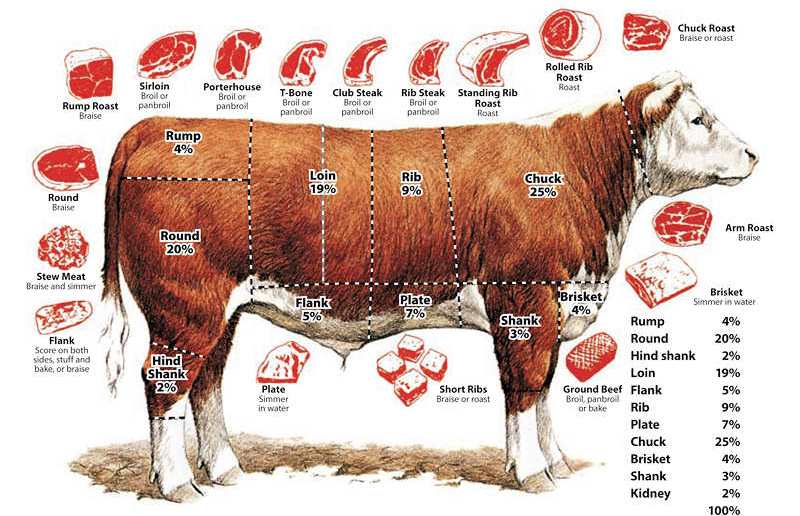 Rump Roast
Braise
Sirloin
Broil or
panbroil
Porterhouse
Broil or
panbroil
T-Bone
Broil or
panbroil
Club Steak
Broil or
panbroil
Rib Steak
Broil or
panbroil
Standing Rib
Roast
Roast
Rolled Rib
Roast
Roast
Chuck Roast
Braise or roast
Rump
4%
Loin
19%
Rib
9%
Chuck
25%
Round
Braise
Round
20%
Arm Roast
Braise
Stew Meat
Braise and simmer
Flank
5%
Plate
7%
Shank
3%
Brisket
4%
Brisket
Simmer in water
Flank
Score on both
sides, stuff and
bake, or braise
Hind
Shank
2%
Plate
Simmer
in water
Short Ribs
Braise or roast
Ground Beef
Broil, panbroil
or bake
Rump 4%
Round 20%
Hind shank 2%
Loin 19%
Flank 5%
Rib 9%
Plate 7%
Chuck 25%
Brisket 4%
Shank 3%
Kidney 2%
100%